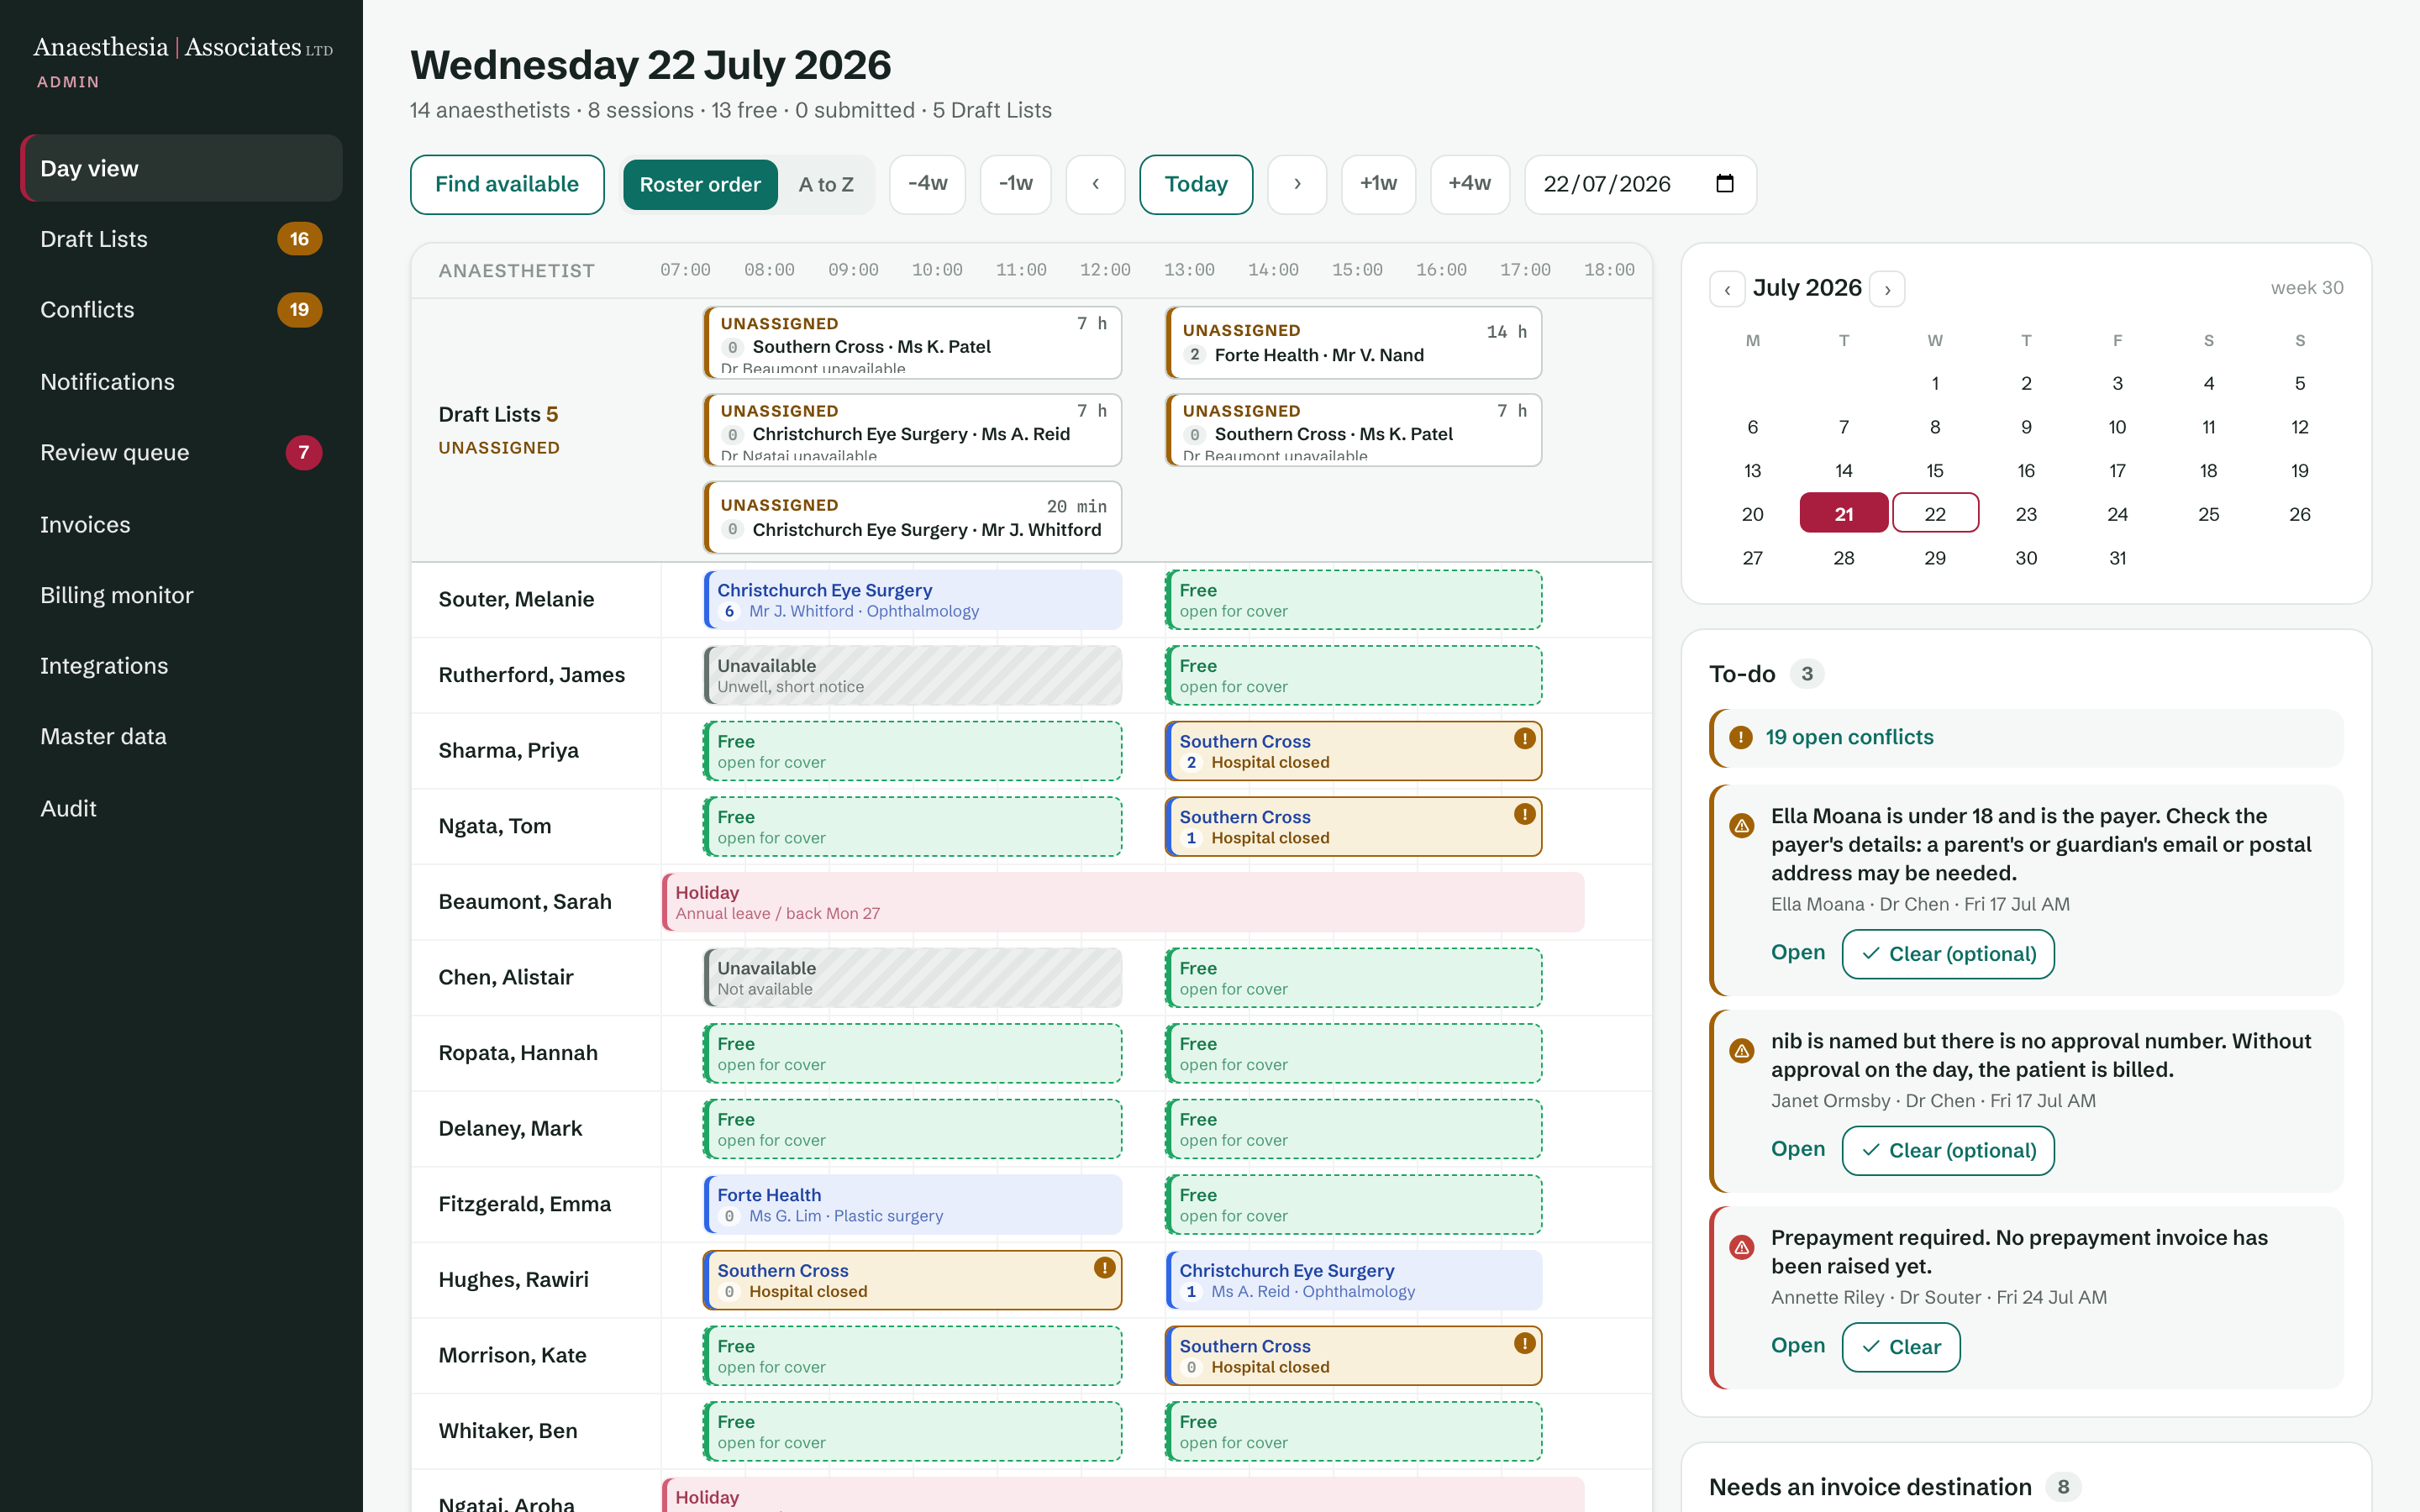 Anaesthesia | Associates LTD
ADMIN
Day view
Draft Lists 16
Conflicts 19
Notifications
Review queue 7
Invoices
Billing monitor
Integrations
Master data
Audit
Wednesday 22 July 2026
14 anaesthetists · 8 sessions · 13 free · 0 submitted · 5 Draft Lists
Find available Roster order A to Z -4w -1w ‹ Today › +1w +4w 22/07/2026
ANAESTHETIST 07:00 08:00 09:00 10:00 11:00 12:00 13:00 14:00 15:00 16:00 17:00 18:00
Draft Lists 5
UNASSIGNED
UNASSIGNED 7 h
0 Southern Cross · Ms K. Patel
Dr Beaumont unavailable
UNASSIGNED 14 h
2 Forte Health · Mr V. Nand
UNASSIGNED 7 h
0 Christchurch Eye Surgery · Ms A. Reid
Dr Ngatai unavailable
UNASSIGNED 7 h
0 Southern Cross · Ms K. Patel
Dr Beaumont unavailable
UNASSIGNED 20 min
0 Christchurch Eye Surgery · Mr J. Whitford
Souter, Melanie
Christchurch Eye Surgery
6 Mr J. Whitford · Ophthalmology
Free
open for cover
Rutherford, James
Unavailable
Unwell, short notice
Free
open for cover
Sharma, Priya
Free
open for cover
Southern Cross !
2 Hospital closed
Ngata, Tom
Free
open for cover
Southern Cross !
1 Hospital closed
Beaumont, Sarah
Holiday
Annual leave / back Mon 27
Chen, Alistair
Unavailable
Not available
Free
open for cover
Ropata, Hannah
Free
open for cover
Free
open for cover
Delaney, Mark
Free
open for cover
Free
open for cover
Fitzgerald, Emma
Forte Health
0 Ms G. Lim · Plastic surgery
Free
open for cover
Hughes, Rawiri
Southern Cross !
0 Hospital closed
Christchurch Eye Surgery
1 Ms A. Reid · Ophthalmology
Morrison, Kate
Free
open for cover
Southern Cross !
0 Hospital closed
Whitaker, Ben
Free
open for cover
Free
open for cover
Ngatai, Aroha
Holiday
‹ July 2026 › week 30
M T W T F S S
1 2 3 4 5
6 7 8 9 10 11 12
13 14 15 16 17 18 19
20 21 22 23 24 25 26
27 28 29 30 31
To-do 3
! 19 open conflicts
Ella Moana is under 18 and is the payer. Check the
payer's details: a parent's or guardian's email or postal
address may be needed.
Ella Moana · Dr Chen · Fri 17 Jul AM
Open ✓ Clear (optional)
nib is named but there is no approval number. Without
approval on the day, the patient is billed.
Janet Ormsby · Dr Chen · Fri 17 Jul AM
Open ✓ Clear (optional)
Prepayment required. No prepayment invoice has
been raised yet.
Annette Riley · Dr Souter · Fri 24 Jul AM
Open ✓ Clear
Needs an invoice destination 8